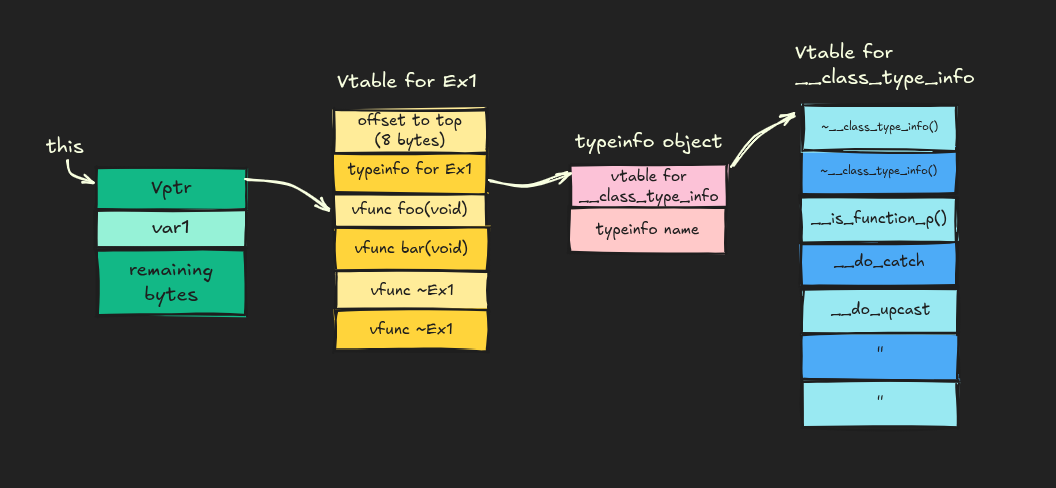 this
Vptr
var1
remaining
bytes
Vtable for Ex1
offset to top
(8 bytes)
typeinfo for Ex1
vfunc foo(void)
vfunc bar(void)
vfunc ~Ex1
vfunc ~Ex1
typeinfo object
vtable for
__class_type_info
typeinfo name
Vtable for
__class_type_info
~__class_type_info()
~__class_type_info()
__is_function_p()
__do_catch
__do_upcast
"
"